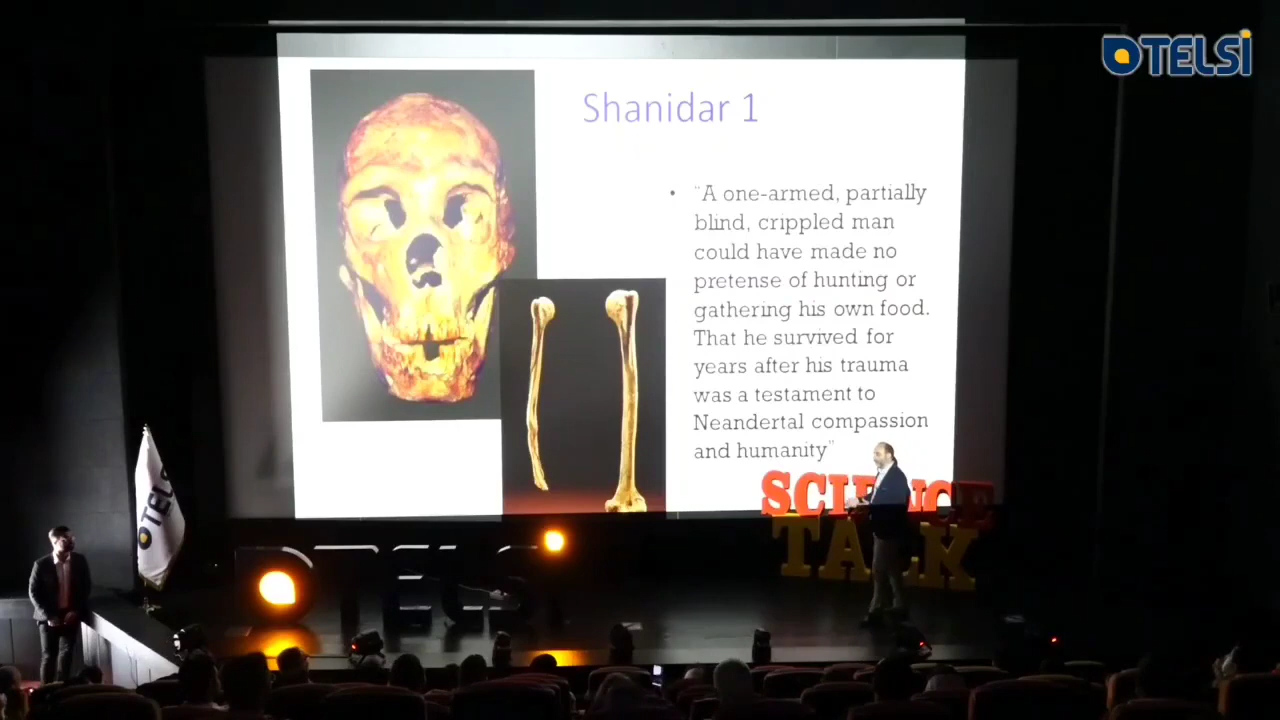 OTELSi
Shanidar 1
• "A one-armed, partially
blind, crippled man
could have made no
pretense of hunting or
gathering his own food.
That he survived for
years after his trauma
was a testament to
Neandertal compassion
and humanity"
SCIENCE
TALK
OTELSi
OTELS